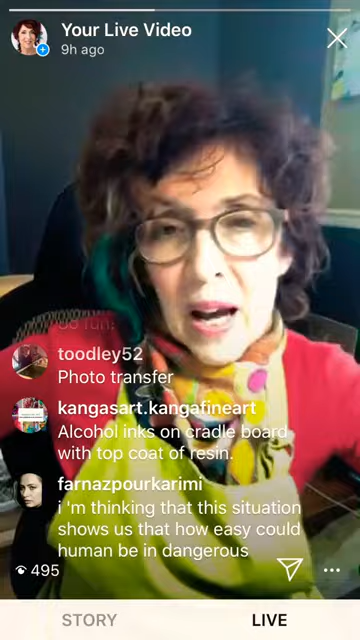 Your Live Video
9h ago
toodley52
Photo transfer
kangasart.kangafineart
Alcohol inks on cradle board
with top coat of resin.
farnazpourkarimi
i 'm thinking that this situation
shows us that how easy could
human be in dangerous
495
STORY
LIVE